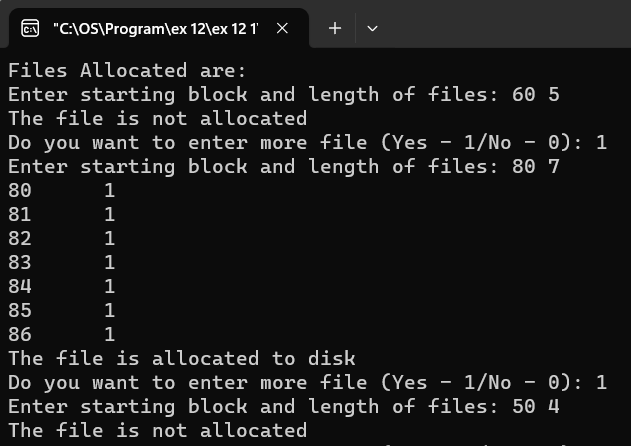 "C:\OS\Program\ex 12\ex 12 1'
Files Allocated are:
Enter starting block and length of files: 60 5
The file is not allocated
Do you want to enter more file (Yes - 1/No - 0): 1
Enter starting block and length of files: 80 7
80 1
81 1
82 1
83 1
84 1
85 1
86 1
The file is allocated to disk
Do you want to enter more file (Yes - 1/No - 0): 1
Enter starting block and length of files: 50 4
The file is not allocated